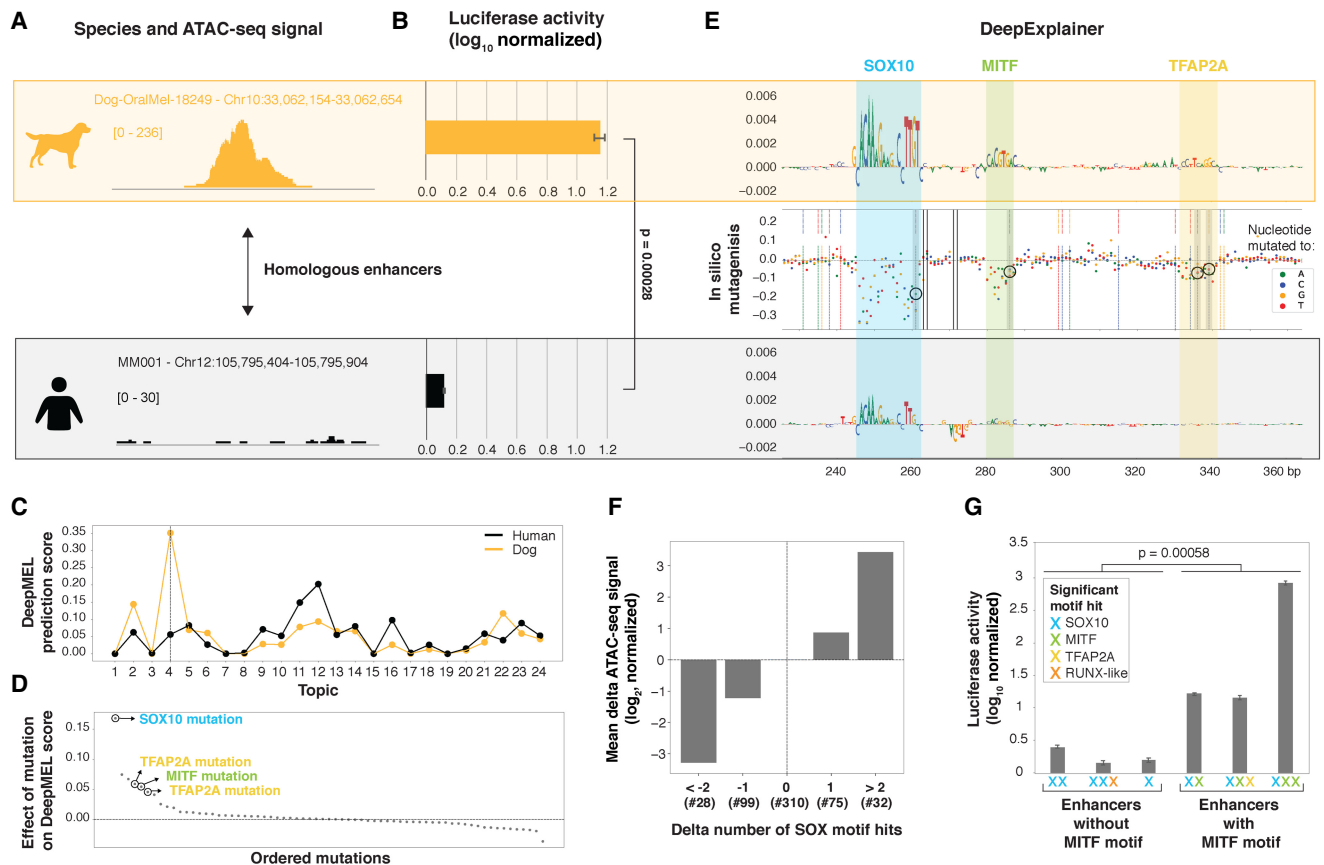 A
Species and ATAC-seq signal
B
Luciferase activity
(log10 normalized)
E
DeepExplainer
SOX10
MITF
TFAP2A
Dog-OralMel-18249 - Chr10:33,062,154-33,062,654
[0 - 236]
0.0 0.2 0.4 0.6 0.8 1.0 1.2
0.006
0.004
0.002
0.000
−0.002
Homologous enhancers
p = 0.00028
In silico
mutagenisis
0.2
0.1
0.0
−0.1
−0.2
−0.3
Nucleotide
mutated to:
A
C
G
T
MM001 - Chr12:105,795,404-105,795,904
[0 - 30]
0.0 0.2 0.4 0.6 0.8 1.0 1.2
0.006
0.004
0.002
0.000
−0.002
240 260 280 300 320 340 360 bp
C
DeepMEL
prediction score
0.35
0.30
0.25
0.20
0.15
0.10
0.05
0.00
Human
Dog
1 2 3 4 5 6 7 8 9 10 11 12 13 14 15 16 17 18 19 20 21 22 23 24
Topic
D
Effect of mutation
on DeepMEL score
0.15
0.10
0.05
0.00
SOX10 mutation
TFAP2A mutation
MITF mutation
TFAP2A mutation
Ordered mutations
F
Mean delta ATAC-seq signal
(log2, normalized)
3
2
1
0
−1
−2
−3
< -2 -1 0 1 > 2
(#28) (#99) (#310) (#75) (#32)
Delta number of SOX motif hits
G
Luciferase activity
(log10 normalized)
3.5
3
2.5
2
1.5
1
0.5
0
p = 0.00058
Significant
motif hit
X SOX10
X MITF
X TFAP2A
X RUNX-like
XX XXX X XX XXX XXX
Enhancers
without
MITF motif
Enhancers
with
MITF motif